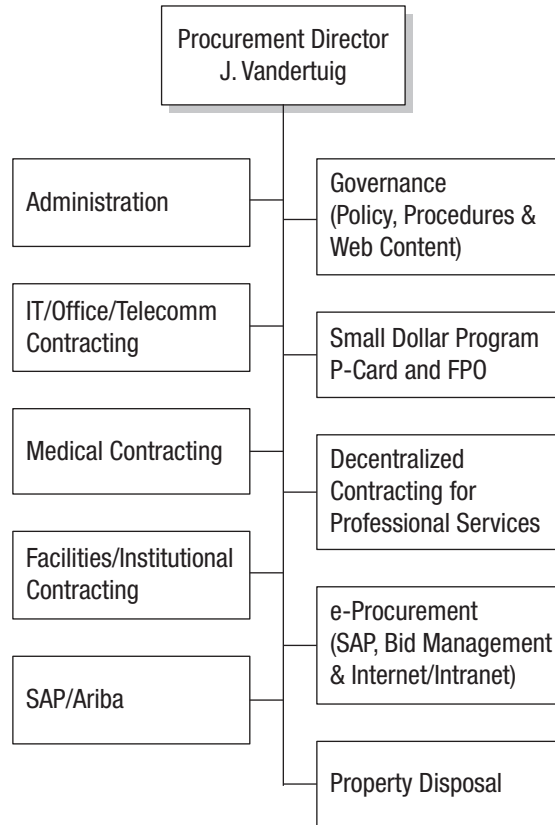 Procurement Director
J. Vandertuig
Administration
Governance
(Policy, Procedures &
Web Content)
IT/Office/Telecomm
Contracting
Small Dollar Program
P-Card and FPO
Medical Contracting
Decentralized
Contracting for
Professional Services
Facilities/Institutional
Contracting
e-Procurement
(SAP, Bid Management
& Internet/Intranet)
SAP/Ariba
Property Disposal